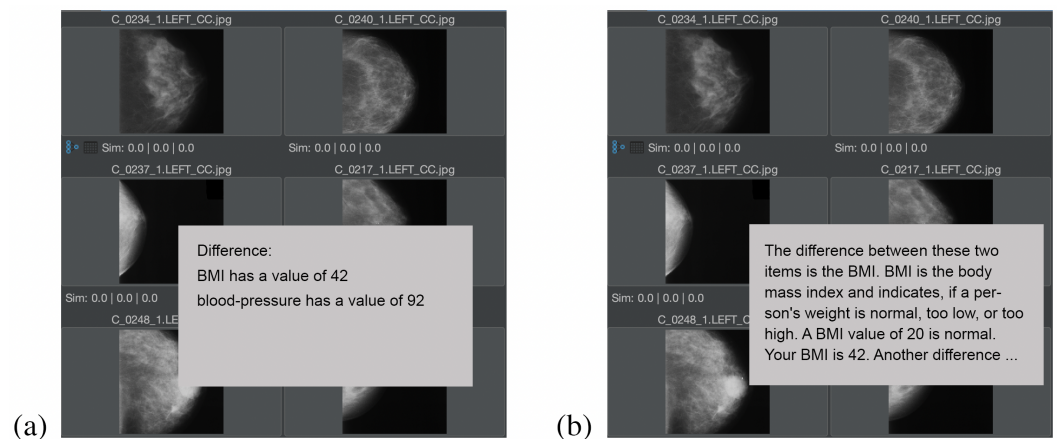 C_0234_1.LEFT_CC.jpg C_0240_1.LEFT_CC.jpg
Sim: 0.0 | 0.0 | 0.0 Sim: 0.0 | 0.0 | 0.0
C_0237_1.LEFT_CC.jpg C_0217_1.LEFT_CC.jpg
Difference:
BMI has a value of 42
blood-pressure has a value of 92
Sim: 0.0 | 0.0 | 0.0
C_0248_1.LE
(a)
C_0234_1.LEFT_CC.jpg C_0240_1.LEFT_CC.jpg
Sim: 0.0 | 0.0 | 0.0 Sim: 0.0 | 0.0 | 0.0
C_0237_1.LEFT_CC.jpg C_0217_1.LEFT_CC.jpg
The difference between these two
items is the BMI. BMI is the body
mass index and indicates, if a per-
son's weight is normal, too low, or too
high. A BMI value of 20 is normal.
Your BMI is 42. Another difference ...
Sim: 0.0 | 0.0 | 0.0
C_0248_1.LEFT_C
(b)